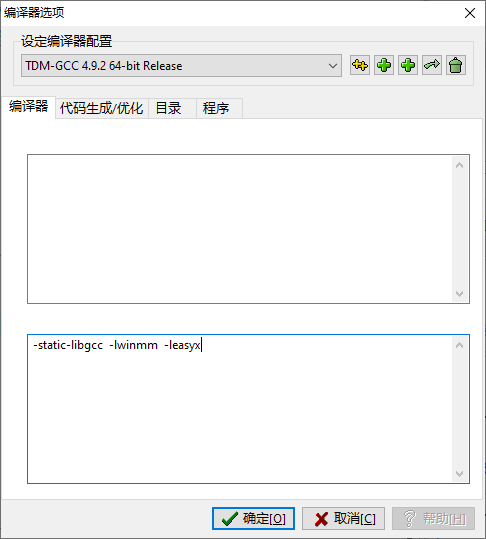 编译器选项
设定编译器配置
TDM-GCC 4.9.2 64-bit Release
编译器 代码生成/优化 目录 程序
-static-libgcc -lwinmm -leasyx
确定[O] 取消[C] 帮助[H]